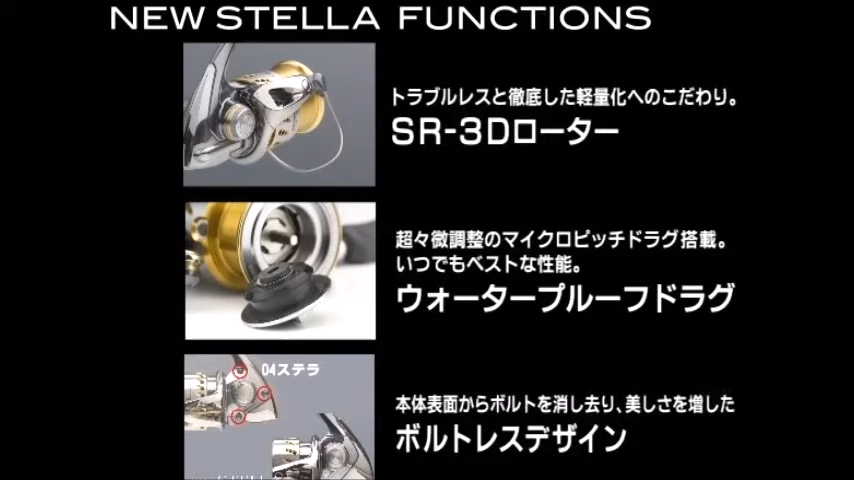 NEW STELLA FUNCTIONS
トラブルレスと徹底した軽量化へのこだわり。
SR-3Dローター
超々微調整のマイクロピッチドラグ搭載。
いつでもベストな性能。
ウォータープルーフドラグ
04ステラ
本体表面からボルトを消し去り、美しさを増した
ボルトレスデザイン